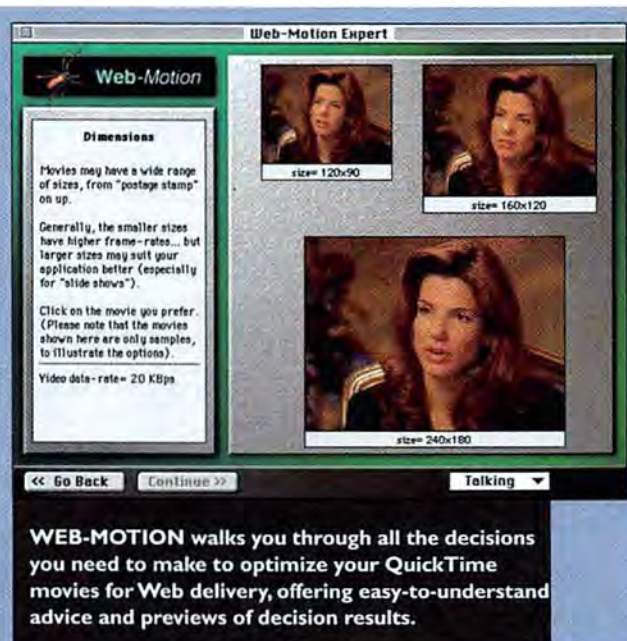 Web-Motion Expert
Web-Motion
Dimensions
Movies may have a wide range
of sizes, from "postage stamp"
on up.
Generally, the smaller sizes
have higher frame-rates... but
larger sizes may suit your
application better (especially
for "slide shows").
Click on the movie you prefer.
(Please note that the movies
shown here are only samples,
to illustrate the options).
Video data-rate= 20 KBps
size= 120x90
size= 160x120
size= 240x180
<< Go Back
Continue >>
Talking
WEB-MOTION walks you through all the decisions
you need to make to optimize your QuickTime
movies for Web delivery, offering easy-to-understand
advice and previews of decision results.